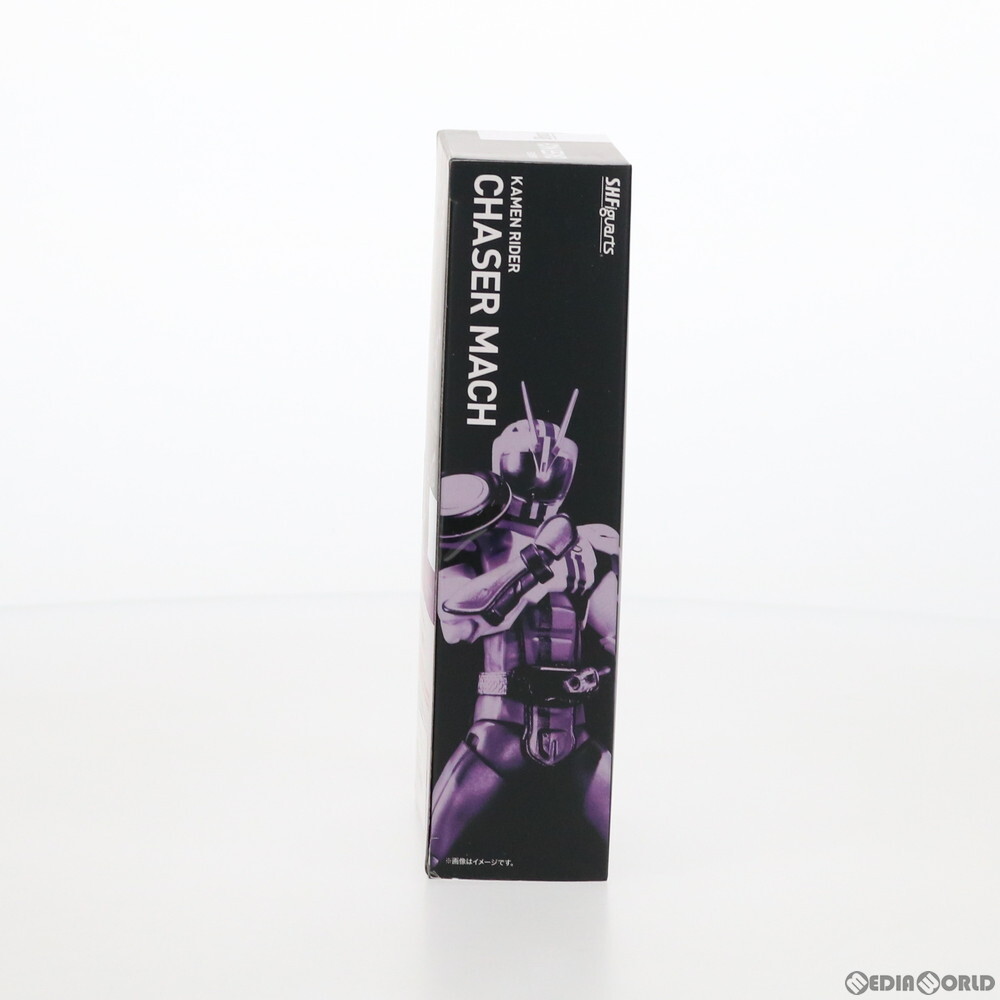 S.H.Figuarts
KAMEN RIDER
CHASER MACH
※画像はイメージです。
MEDIAWORLD